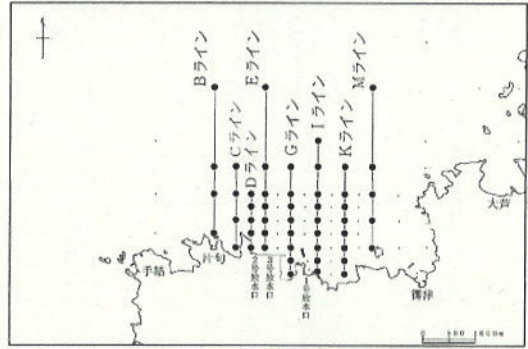 Bライン
Cライン
Dライン
Eライン
Gライン
Iライン
Kライン
Mライン
手結
片句
2号放水口
3号放水口
1号放水口
御津
大芦